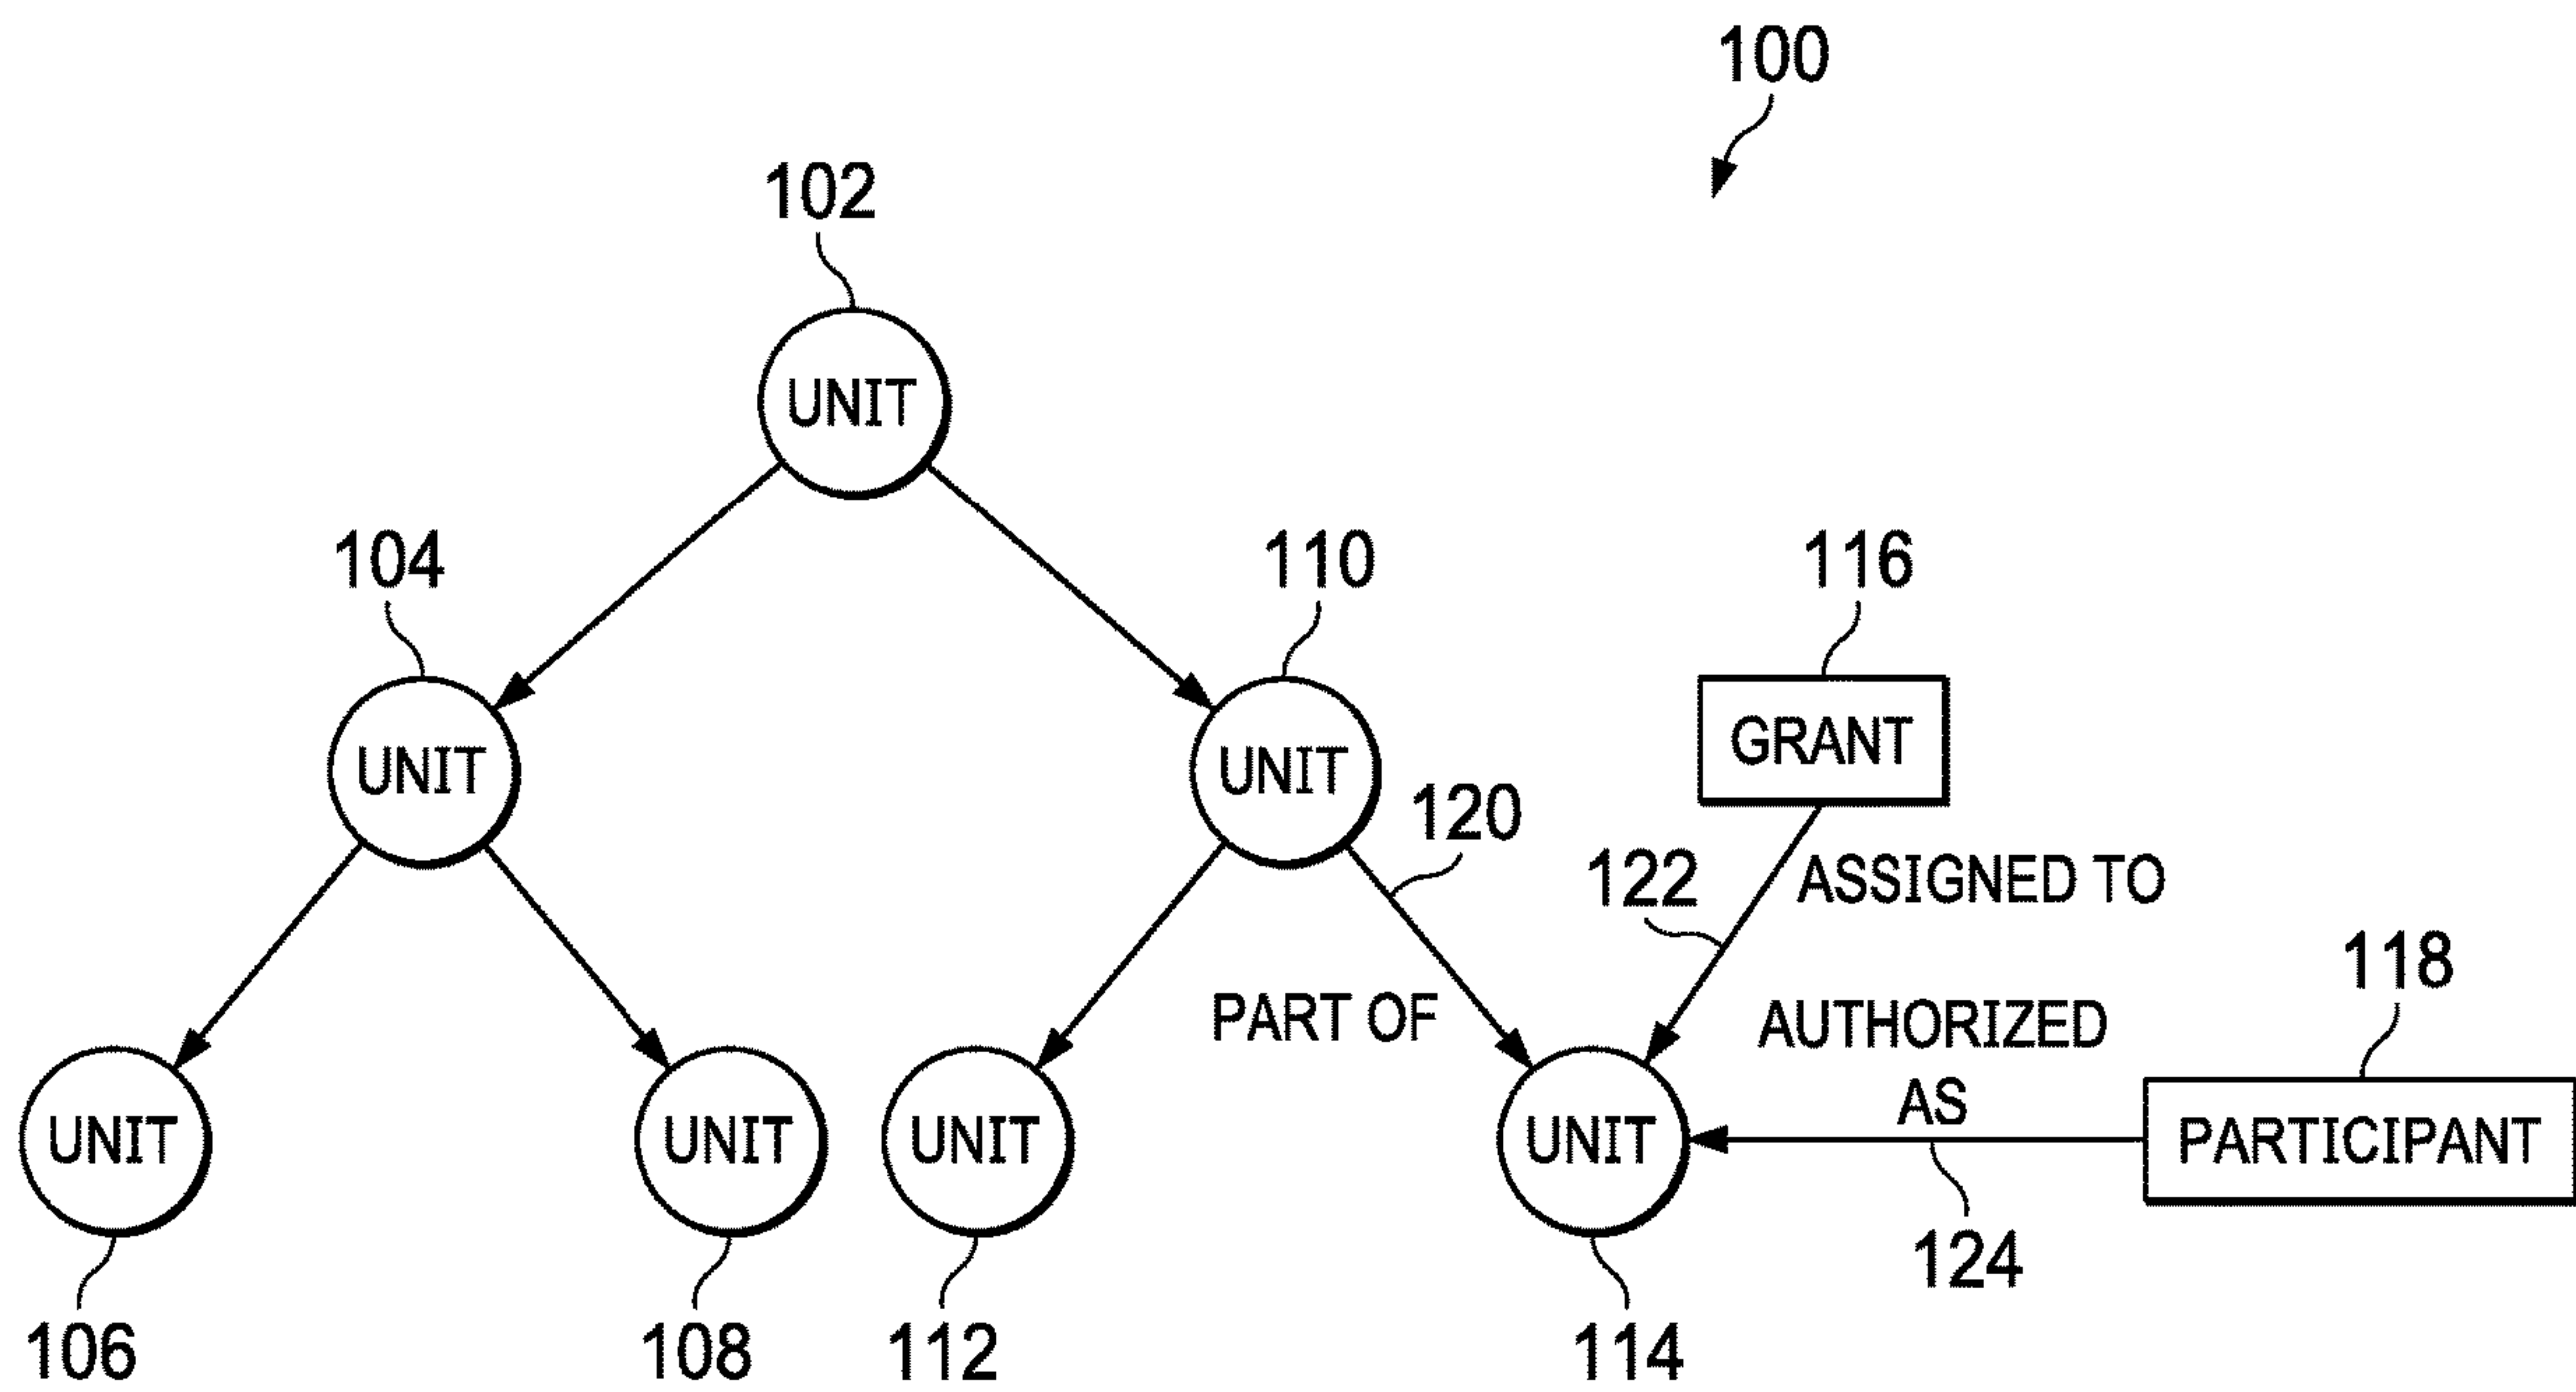 100
102
UNIT
104
110
116
UNIT
UNIT
GRANT
120
122
ASSIGNED TO
118
PART OF
AUTHORIZED
AS
UNIT
UNIT
UNIT
UNIT
PARTICIPANT
124
106
108
112
114